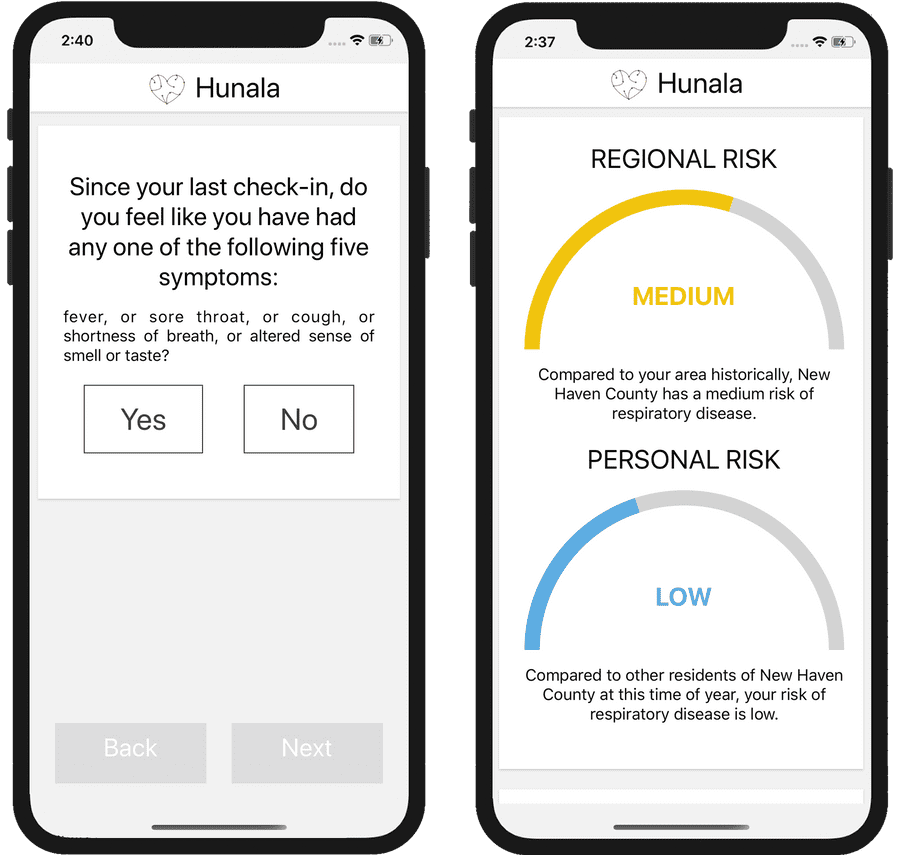 2:40
Hunala
Since your last check-in, do
you feel like you have had
any one of the following five
symptoms:
fever, or sore throat, or cough, or
shortness of breath, or altered sense of
smell or taste?
Yes No
Back Next
2:37
Hunala
REGIONAL RISK
MEDIUM
Compared to your area historically, New
Haven County has a medium risk of
respiratory disease.
PERSONAL RISK
LOW
Compared to other residents of New Haven
County at this time of year, your risk of
respiratory disease is low.